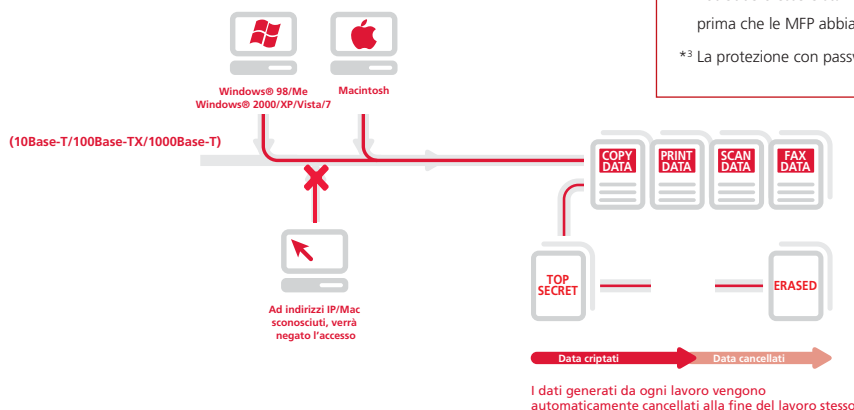 prima che le MFP
*³ La protezione con
Windows® 98/Me
Windows® 2000/XP/Vista/7
Macintosh
(10Base-T/100Base-TX/1000Base-T)
COPY
DATA
PRINT
DATA
SCAN
DATA
FAX
DATA
TOP
SECRET
ERASED
Ad indirizzi IP/Mac
sconosciuti, verrà
negato l’accesso
Data criptati
Data cancellati
I dati generati da ogni lavoro vengono
automaticamente cancellati alla fine del lavoro stesso